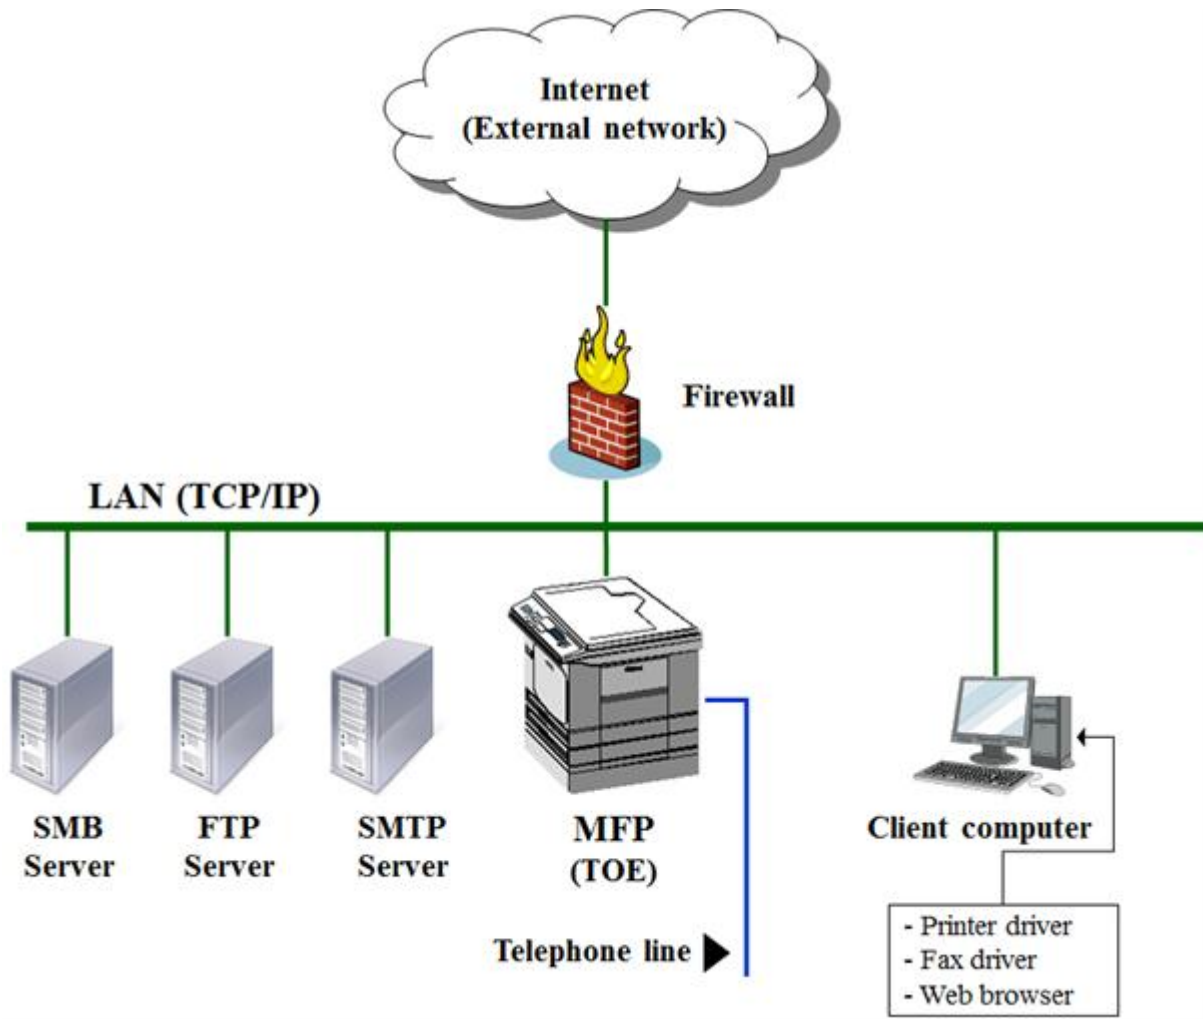 Internet
(External network)
Firewall
LAN (TCP/IP)
SMB
Server
FTP
Server
SMTP
Server
MFP
(TOE)
Client computer
Telephone line
- Printer driver
- Fax driver
- Web browser